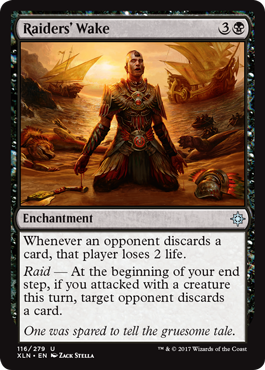 Raiders' Wake 3
Enchantment
Whenever an opponent discards a
card, that player loses 2 life.
Raid — At the beginning of your end
step, if you attacked with a creature
this turn, target opponent discards
a card.
One was spared to tell the gruesome tale.
116/279 U
XLN • EN Zack Stella
™ & © 2017 Wizards of the Coast